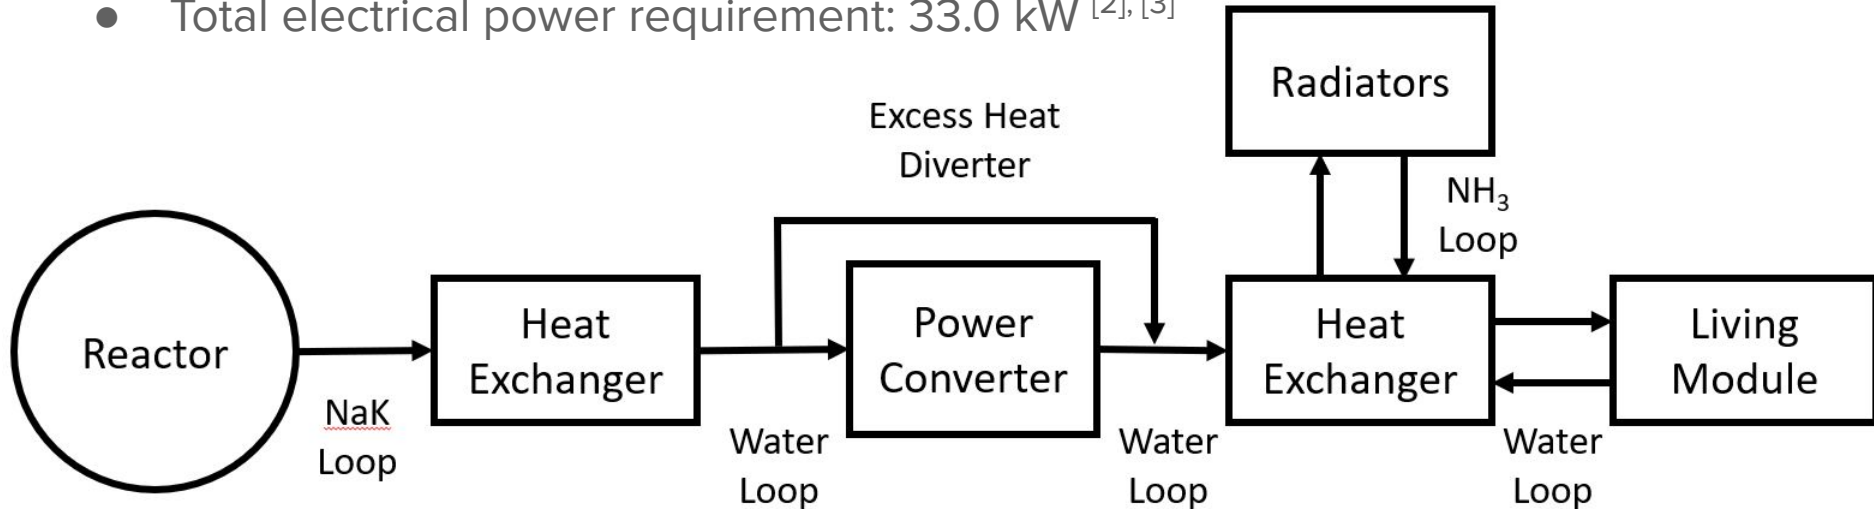 ● Total electrical power requirement: 33.0 kW [2], [3]
Radiators
Excess Heat
Diverter
NH₃
Loop
Reactor
Heat
Exchanger
Power
Converter
Heat
Exchanger
Living
Module
NaK
Loop
Water
Loop
Water
Loop
Water
Loop